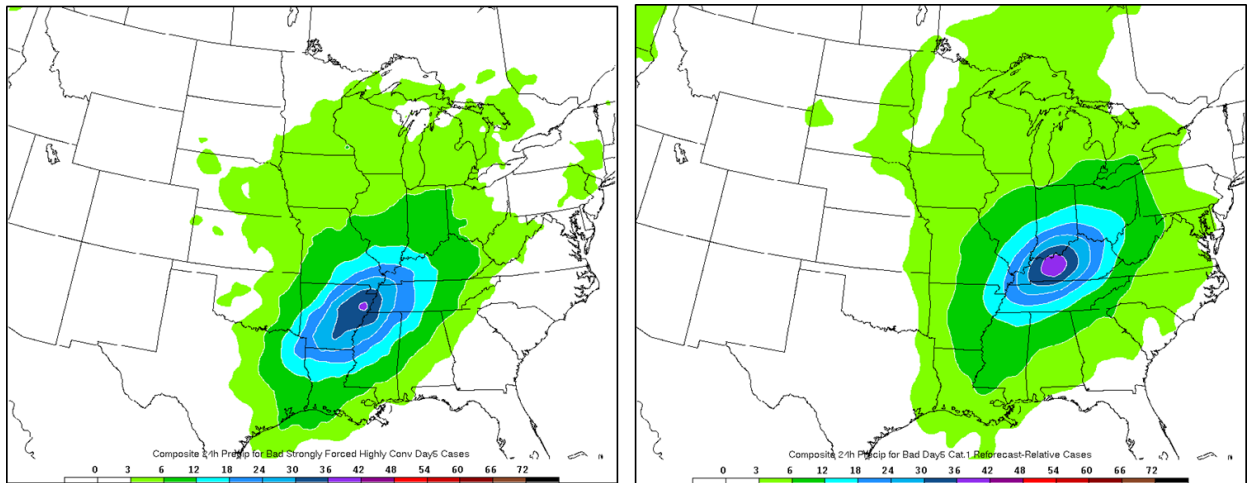 Composite 24h Precip for Bad Strongly Forced Highly Conv Day5 Cases
0 3 6 12 18 24 30 36 42 48 54 60 66 72
Composite 24h Precip for Bad Day5 Cat.1 Reforecast-Relative Cases
0 3 6 12 18 24 30 36 42 48 54 60 66 72